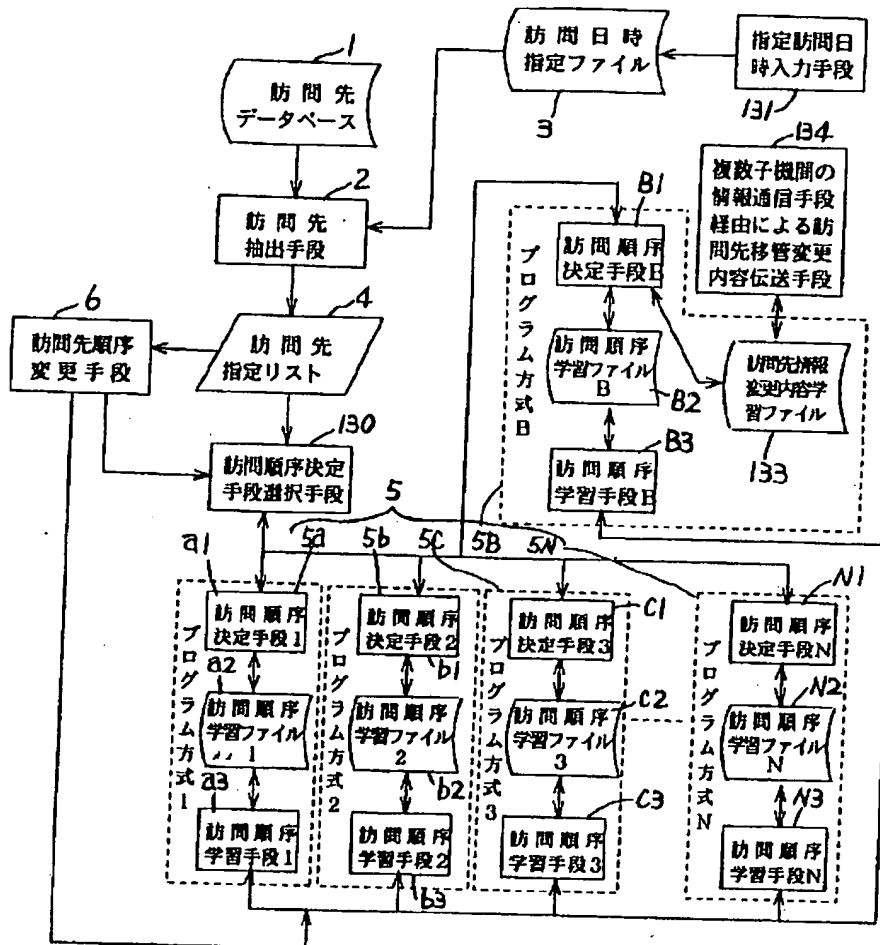 1
訪問先
データベース
訪問日時
指定ファイル
3
指定訪問日
時入力手段
131
2
訪問先
抽出手段
134
複数子機間の
情報通信手段
経由による訪
問先移管変更
内容伝送手段
B1
訪問順序
決定手段B
プログラム方式B
訪問順序
学習ファイル
B
B2
訪問先情報
変更内容学
習ファイル
133
B3
訪問順序
学習手段B
6
訪問先順序
変更手段
4
訪問先
指定リスト
130
訪問順序決定
手段選択手段
5
5a
5b
5C
5B
5N
a1
訪問順序
決定手段1
プログラム方式1
a2
訪問順序
学習ファイル
1
a3
訪問順序
学習手段1
訪問順序
決定手段2
b1
プログラム方式2
訪問順序
学習ファイル
2
b2
訪問順序
学習手段2
b3
C1
訪問順序
決定手段3
プログラム方式3
C2
訪問順序
学習ファイル
3
C3
訪問順序
学習手段3
N1
訪問順序
決定手段N
プログラム方式N
N2
訪問順序
学習ファイル
N
N3
訪問順序
学習手段N